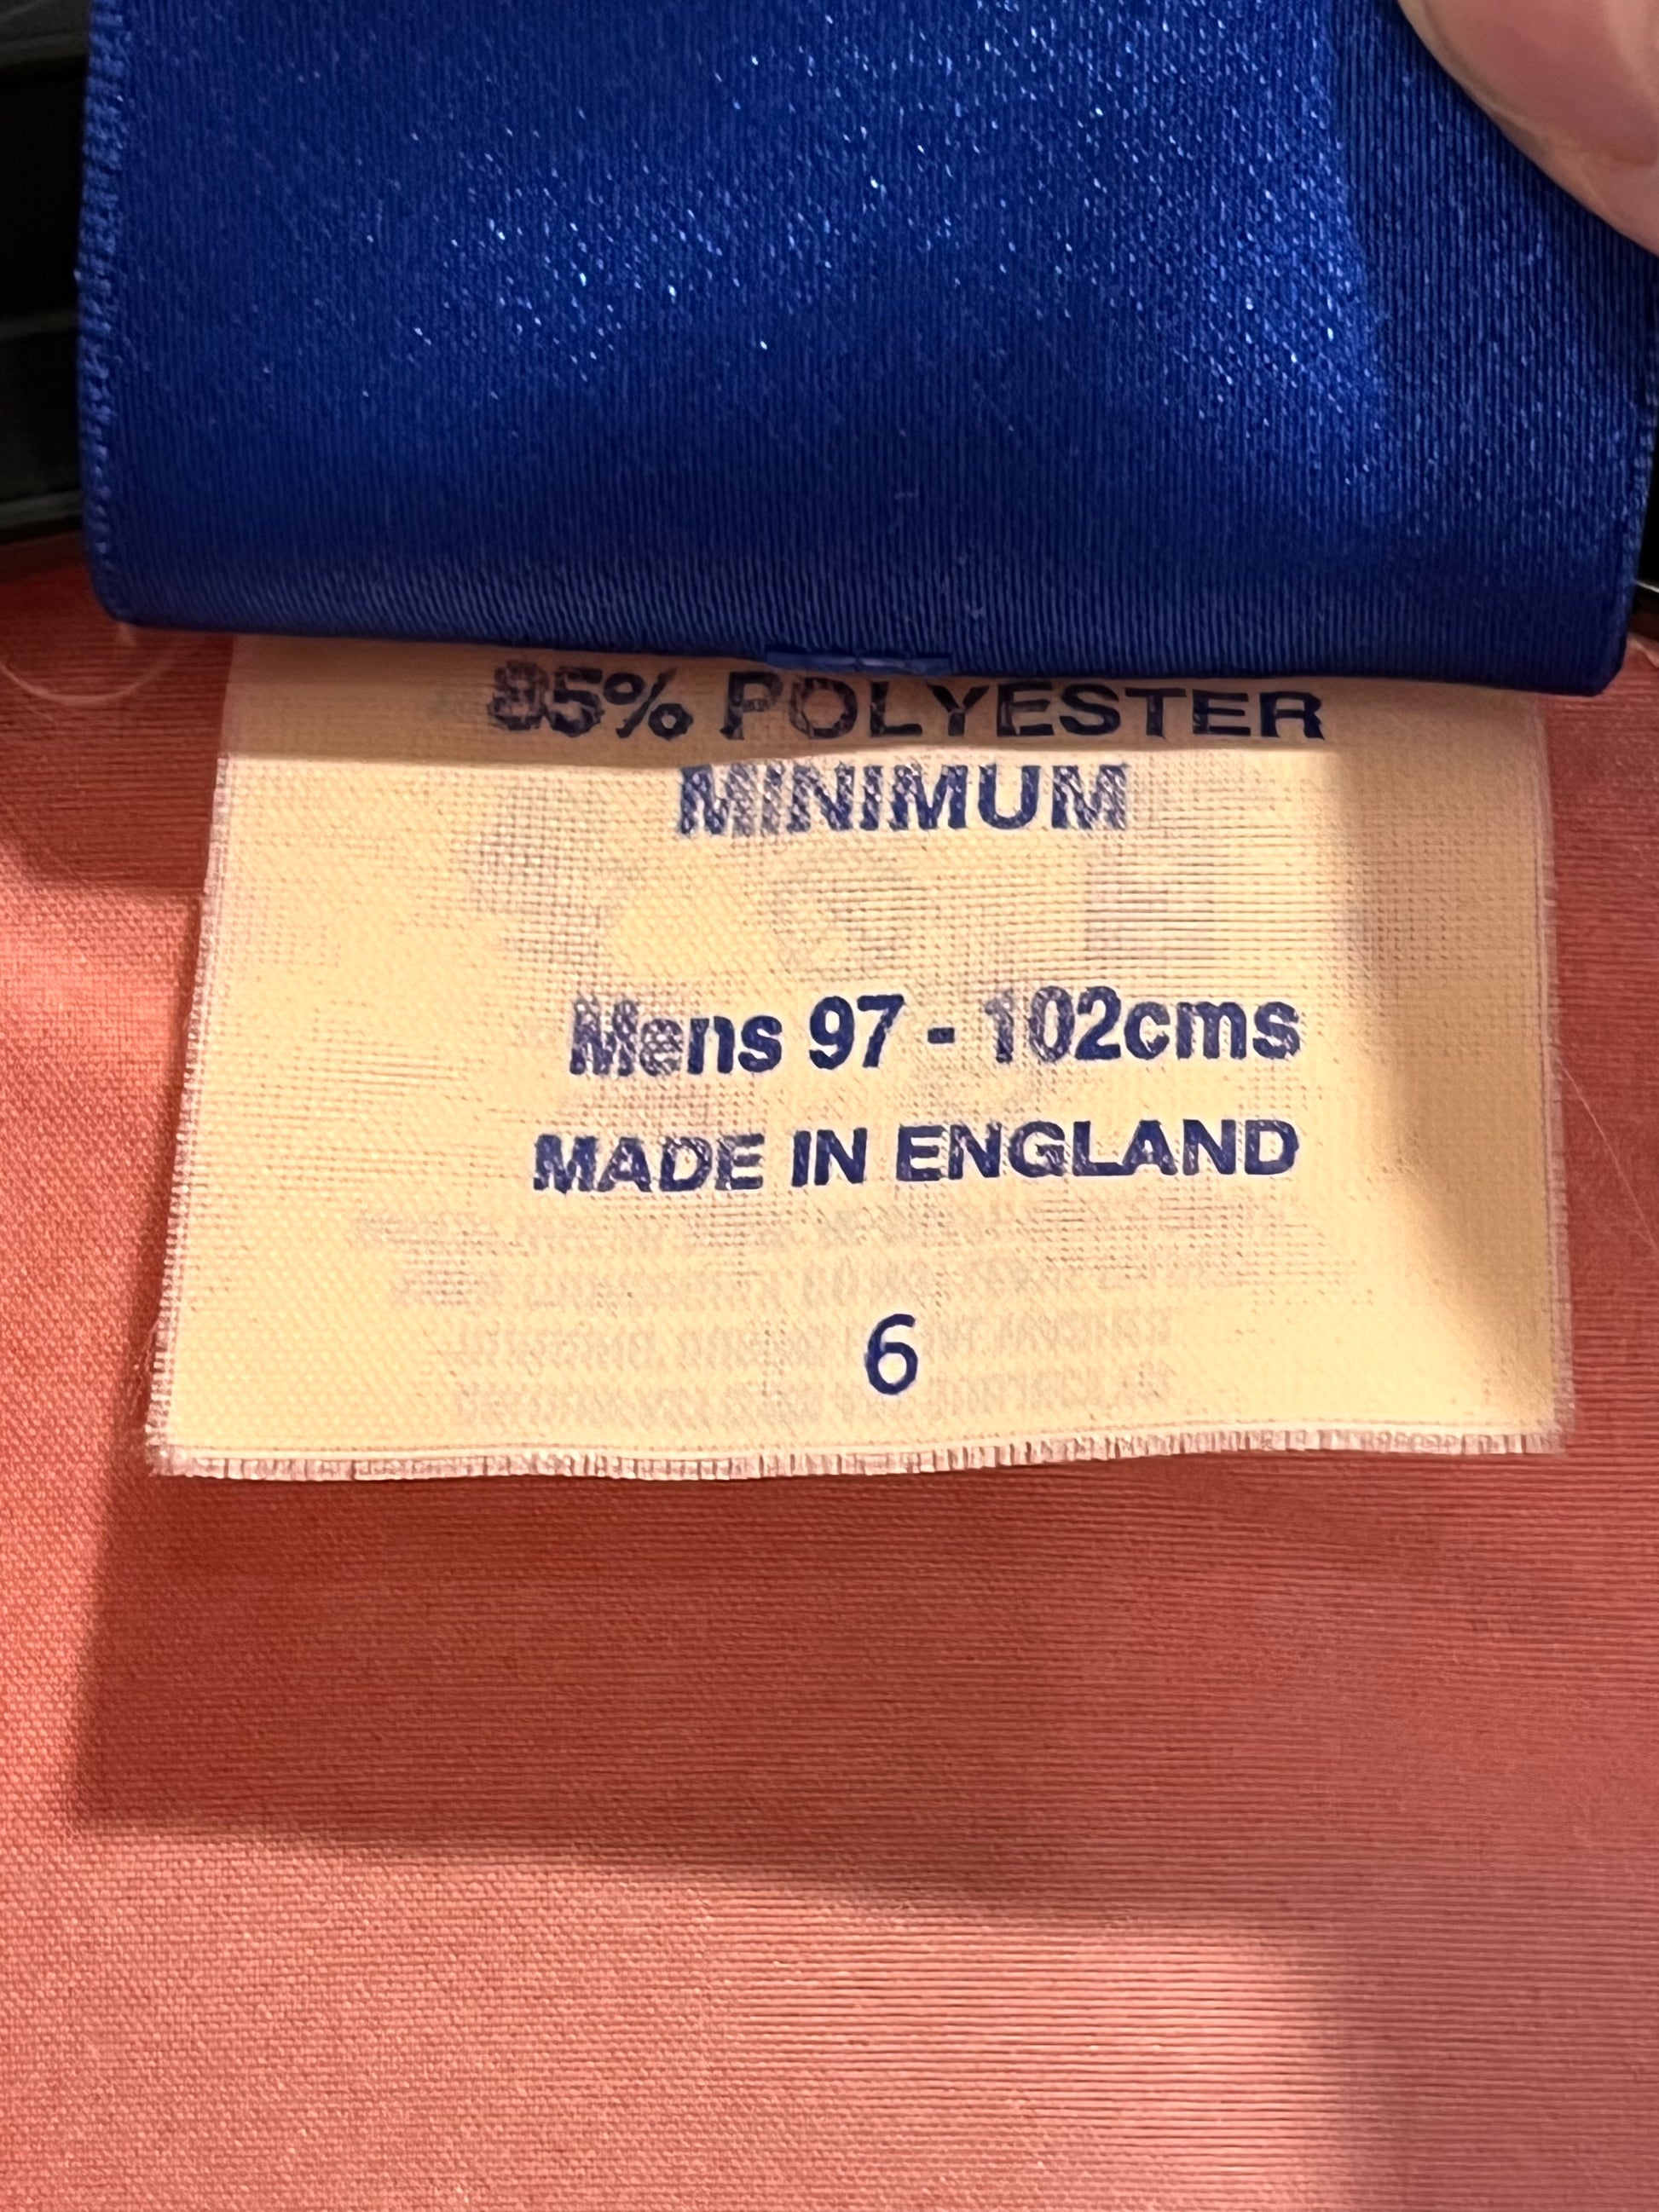 85% POLYESTER
MINIMUM
Mens 97 - 102cms
MADE IN ENGLAND
6